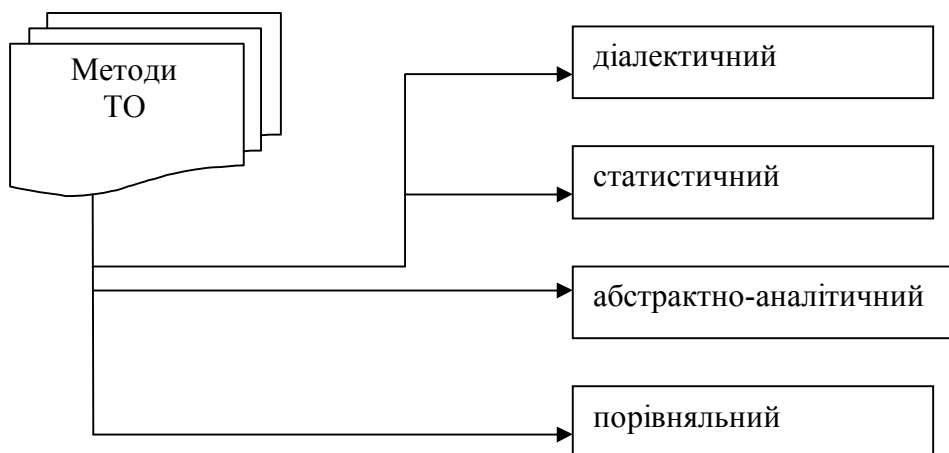 Методи
ТО
діалектичний
статистичний
абстрактно-аналітичний
порівняльний